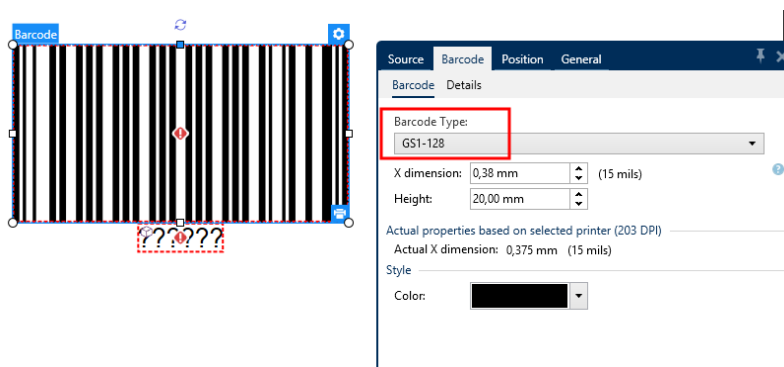 Barcode
??????
Source Barcode Position General
Barcode Details
Barcode Type:
GS1-128
X dimension: 0,38 mm (15 mils)
Height: 20,00 mm
Actual properties based on selected printer (203 DPI)
Actual X dimension: 0,375 mm (15 mils)
Style
Color: